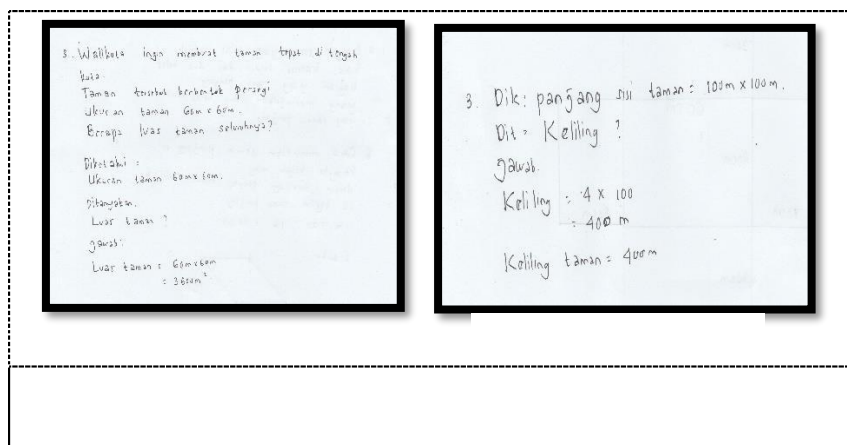 3. Walikota ingin membuat taman tepat di tengah
kota.
Taman tersebut berbentuk persegi
Ukuran taman 60m x 60m.
Berapa luas taman seluruhnya?
Diketahui :
Ukuran taman 60m x 60m.
Ditanyakan.
Luas taman ?
Jawab:
Luas taman = 60m x 60m
= 3600m²
3. Dik: panjang sisi taman = 100m x 100m.
Dit = Keliling ?
Jawab.
Keliling = 4 x 100
= 400 m
Keliling taman = 400m